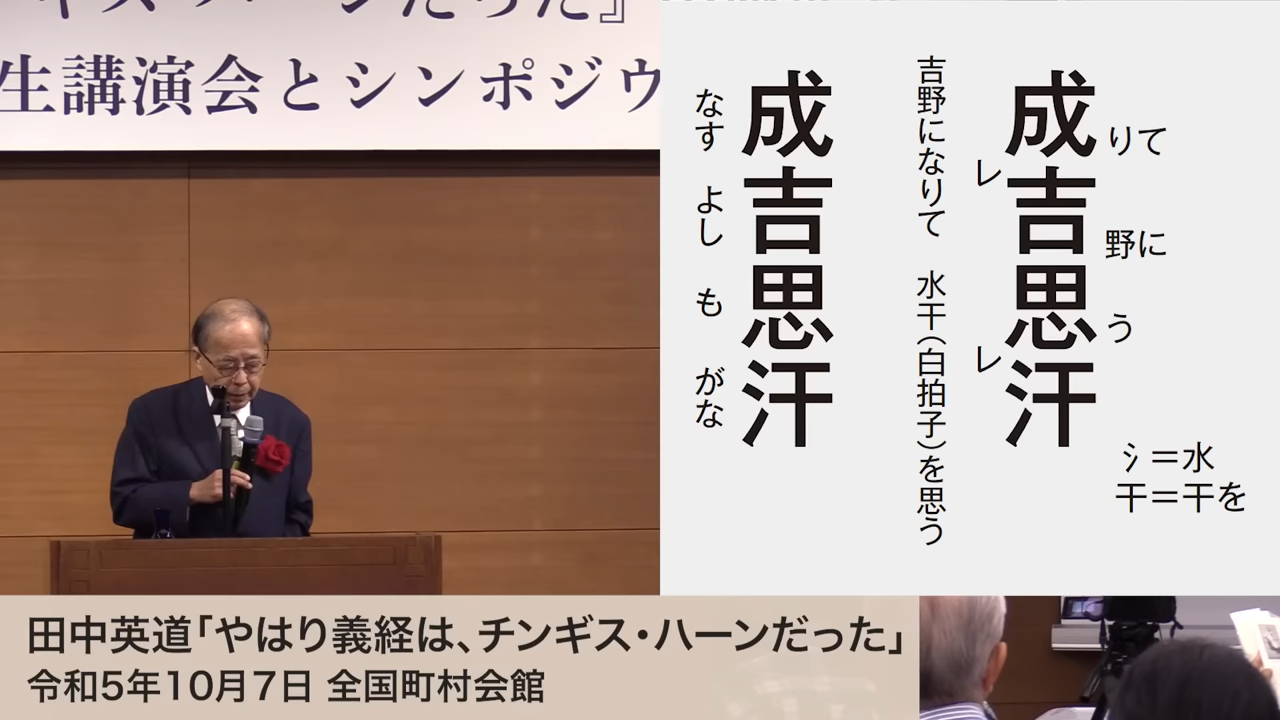 キス・ハーンだった』
生講演会とシンポジウ
成吉思汗
りて
レ
野に
う
レ
氵＝水
干＝干を
吉野になりて　水干（白拍子）を思う
成吉思汗
なす　よし　も　がな
田中英道「やはり義経は、チンギス・ハーンだった」
令和5年10月7日 全国町村会館